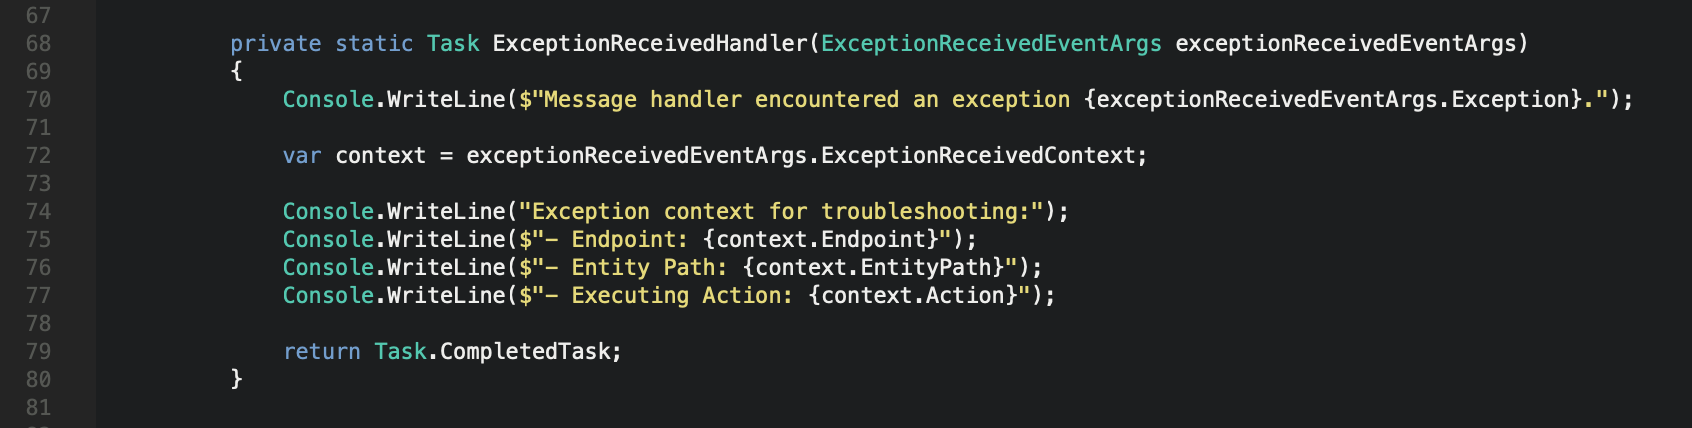 67
68 private static Task ExceptionReceivedHandler(ExceptionReceivedEventArgs exceptionReceivedEventArgs)
69 {
70 Console.WriteLine($"Message handler encountered an exception {exceptionReceivedEventArgs.Exception}.");
71
72 var context = exceptionReceivedEventArgs.ExceptionReceivedContext;
73
74 Console.WriteLine("Exception context for troubleshooting:");
75 Console.WriteLine($"- Endpoint: {context.Endpoint}");
76 Console.WriteLine($"- Entity Path: {context.EntityPath}");
77 Console.WriteLine($"- Executing Action: {context.Action}");
78
79 return Task.CompletedTask;
80 }
81